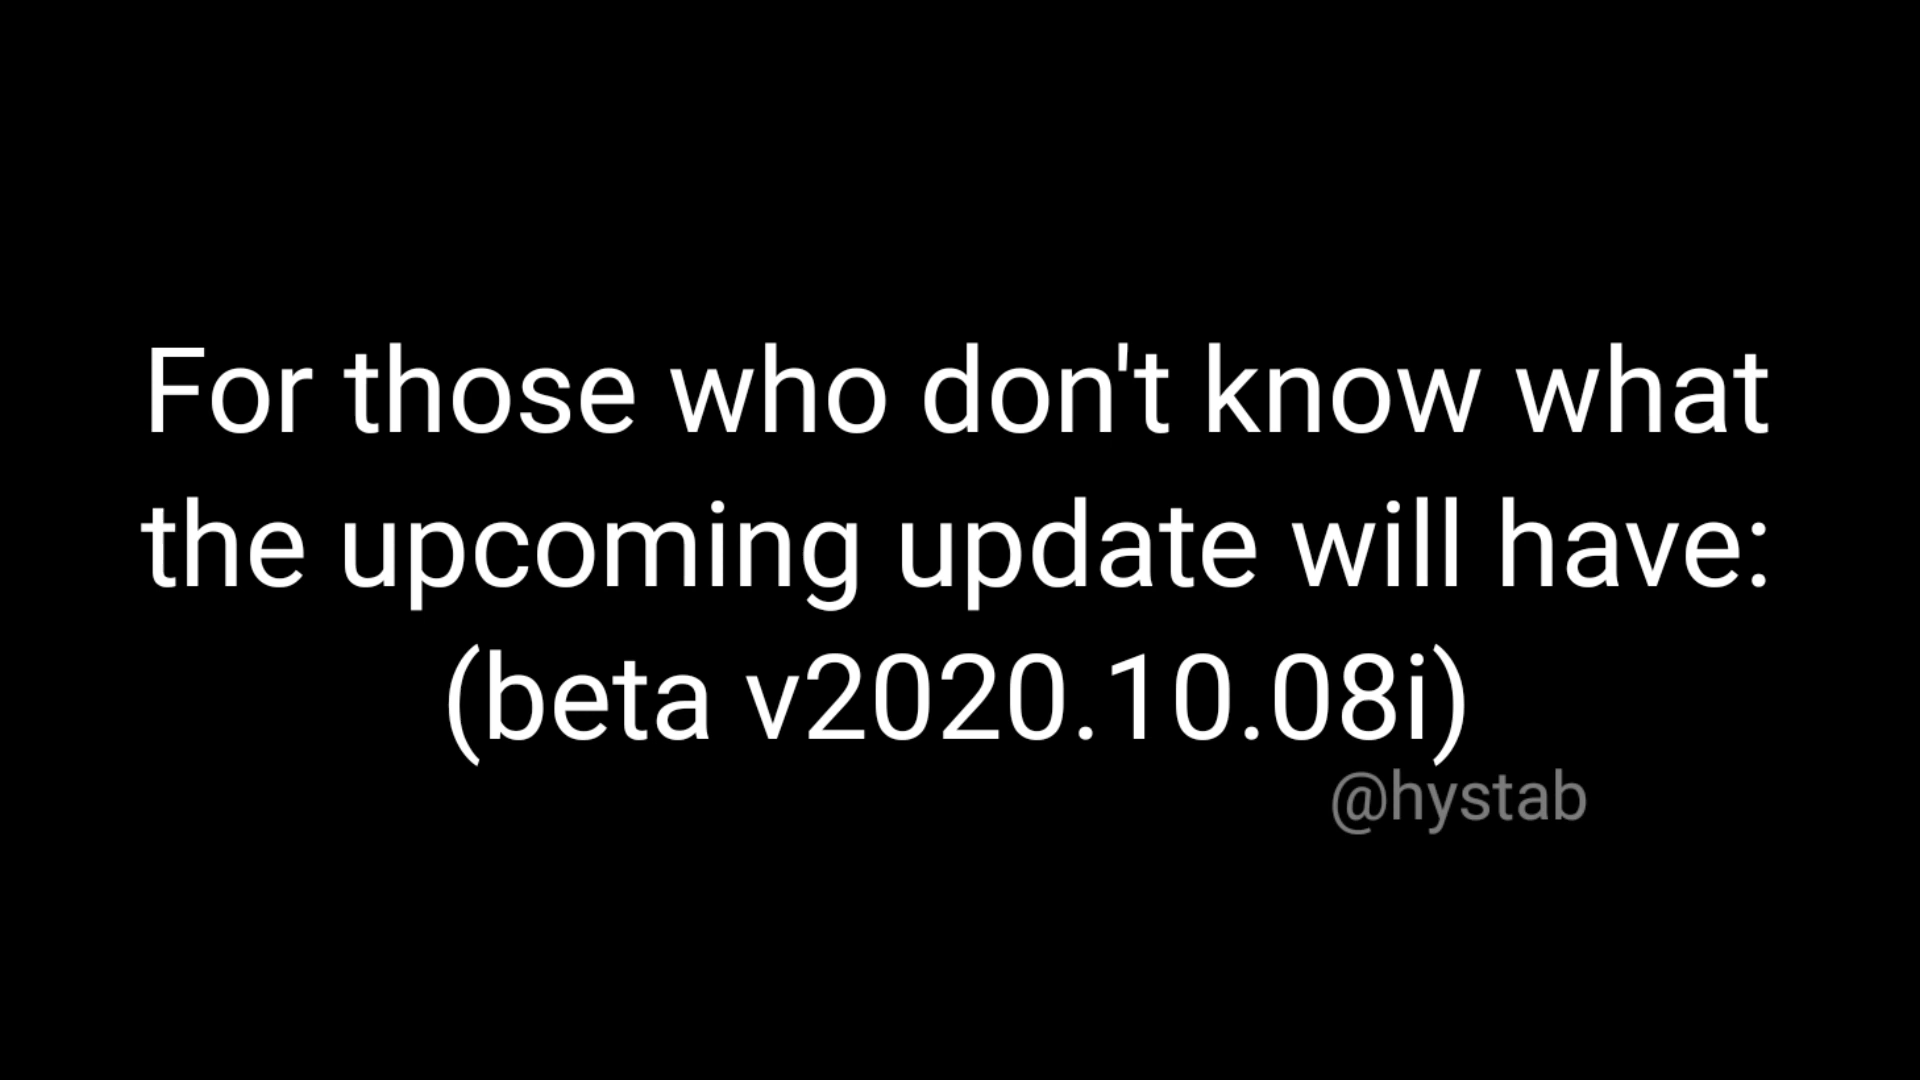 For those who don't know what
the upcoming update will have:
(beta v2020.10.08i)
@hystab